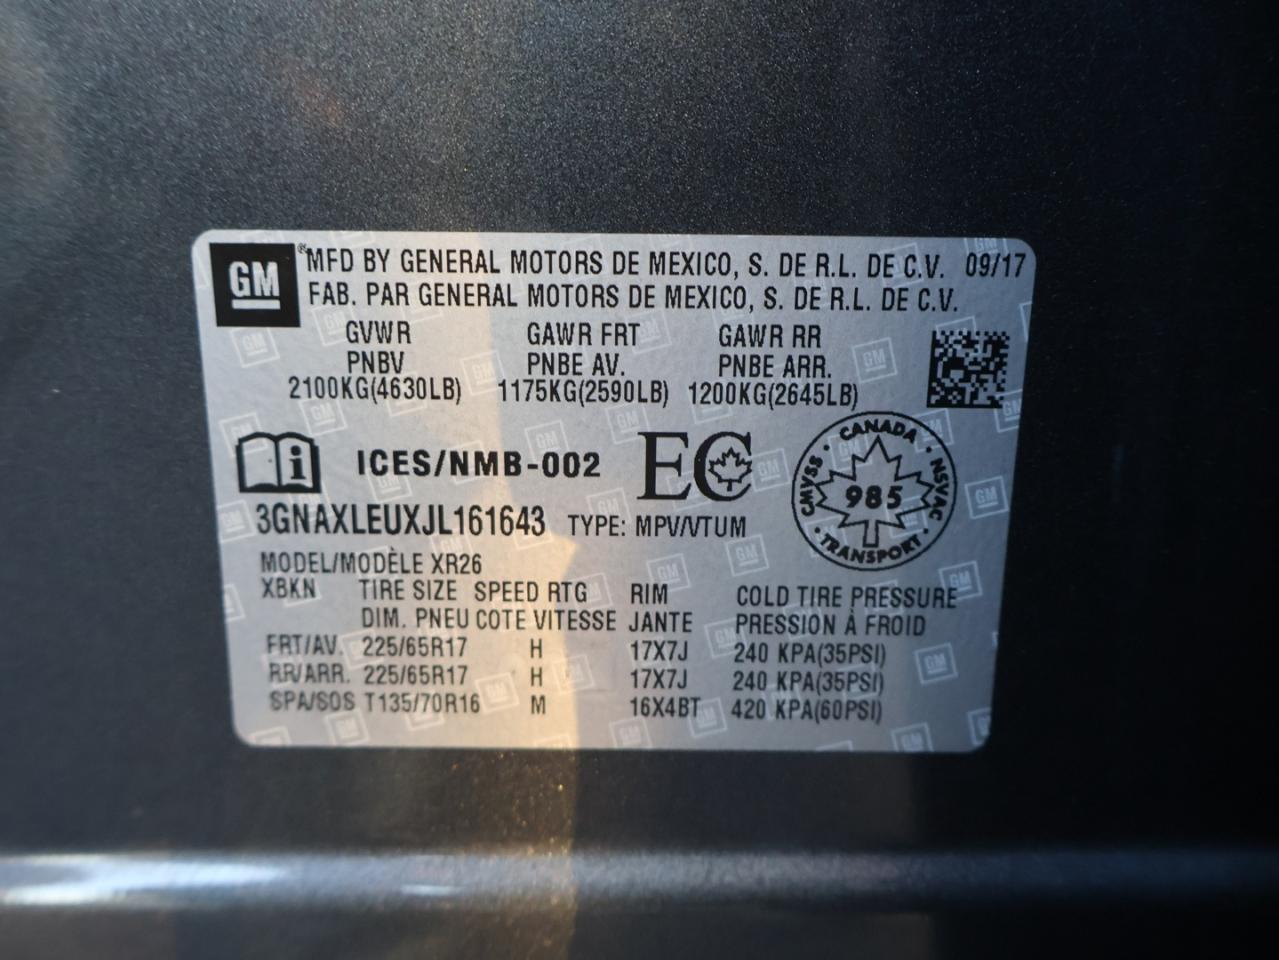 GM ® MFD BY GENERAL MOTORS DE MEXICO, S. DE R.L. DE C.V. 09/17
FAB. PAR GENERAL MOTORS DE MEXICO, S. DE R.L. DE C.V.
GVWR GAWR FRT GAWR RR
PNBV PNBE AV. PNBE ARR.
2100KG(4630LB) 1175KG(2590LB) 1200KG(2645LB)
i ICES/NMB-002 EC
CANADA
CMVSS 985 NSVAC
TRANSPORT
3GNAXLEUXJL161643 TYPE: MPV/VTUM
MODEL/MODÈLE XR26
XBKN TIRE SIZE SPEED RTG RIM COLD TIRE PRESSURE
DIM. PNEU COTE VITESSE JANTE PRESSION À FROID
FRT/AV. 225/65R17 H 17X7J 240 KPA(35PSI)
RR/ARR. 225/65R17 H 17X7J 240 KPA(35PSI)
SPA/SOS T135/70R16 M 16X4BT 420 KPA(60PSI)